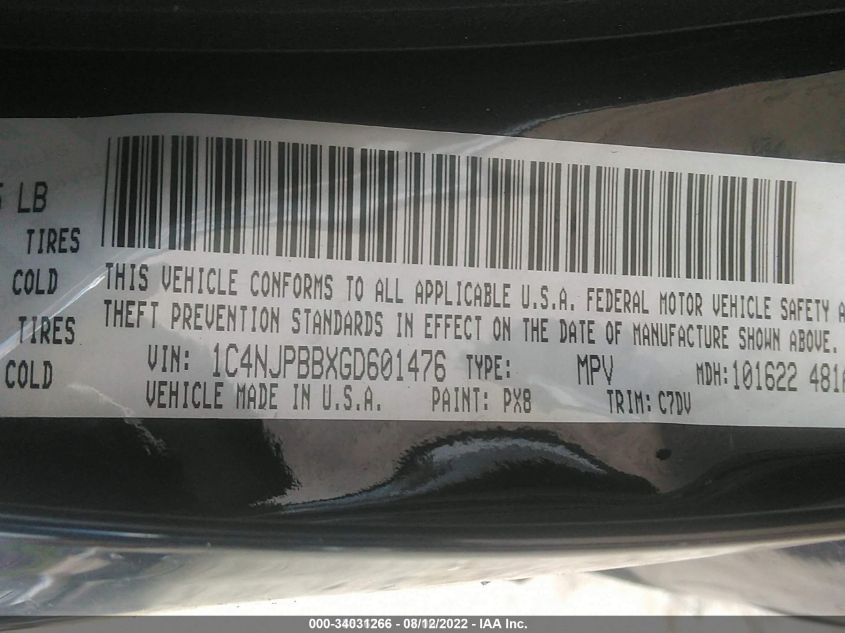 5 LB
TIRES
COLD
TIRES
COLD
THIS VEHICLE CONFORMS TO ALL APPLICABLE U.S.A. FEDERAL MOTOR VEHICLE SAFETY A
THEFT PREVENTION STANDARDS IN EFFECT ON THE DATE OF MANUFACTURE SHOWN ABOVE.
VIN: 1C4NJPBBXGD601476 TYPE: MPV MDH:101622 481
VEHICLE MADE IN U.S.A. PAINT: PX8 TRIM: C7DV
000-34031266 - 08/12/2022 - IAA Inc.